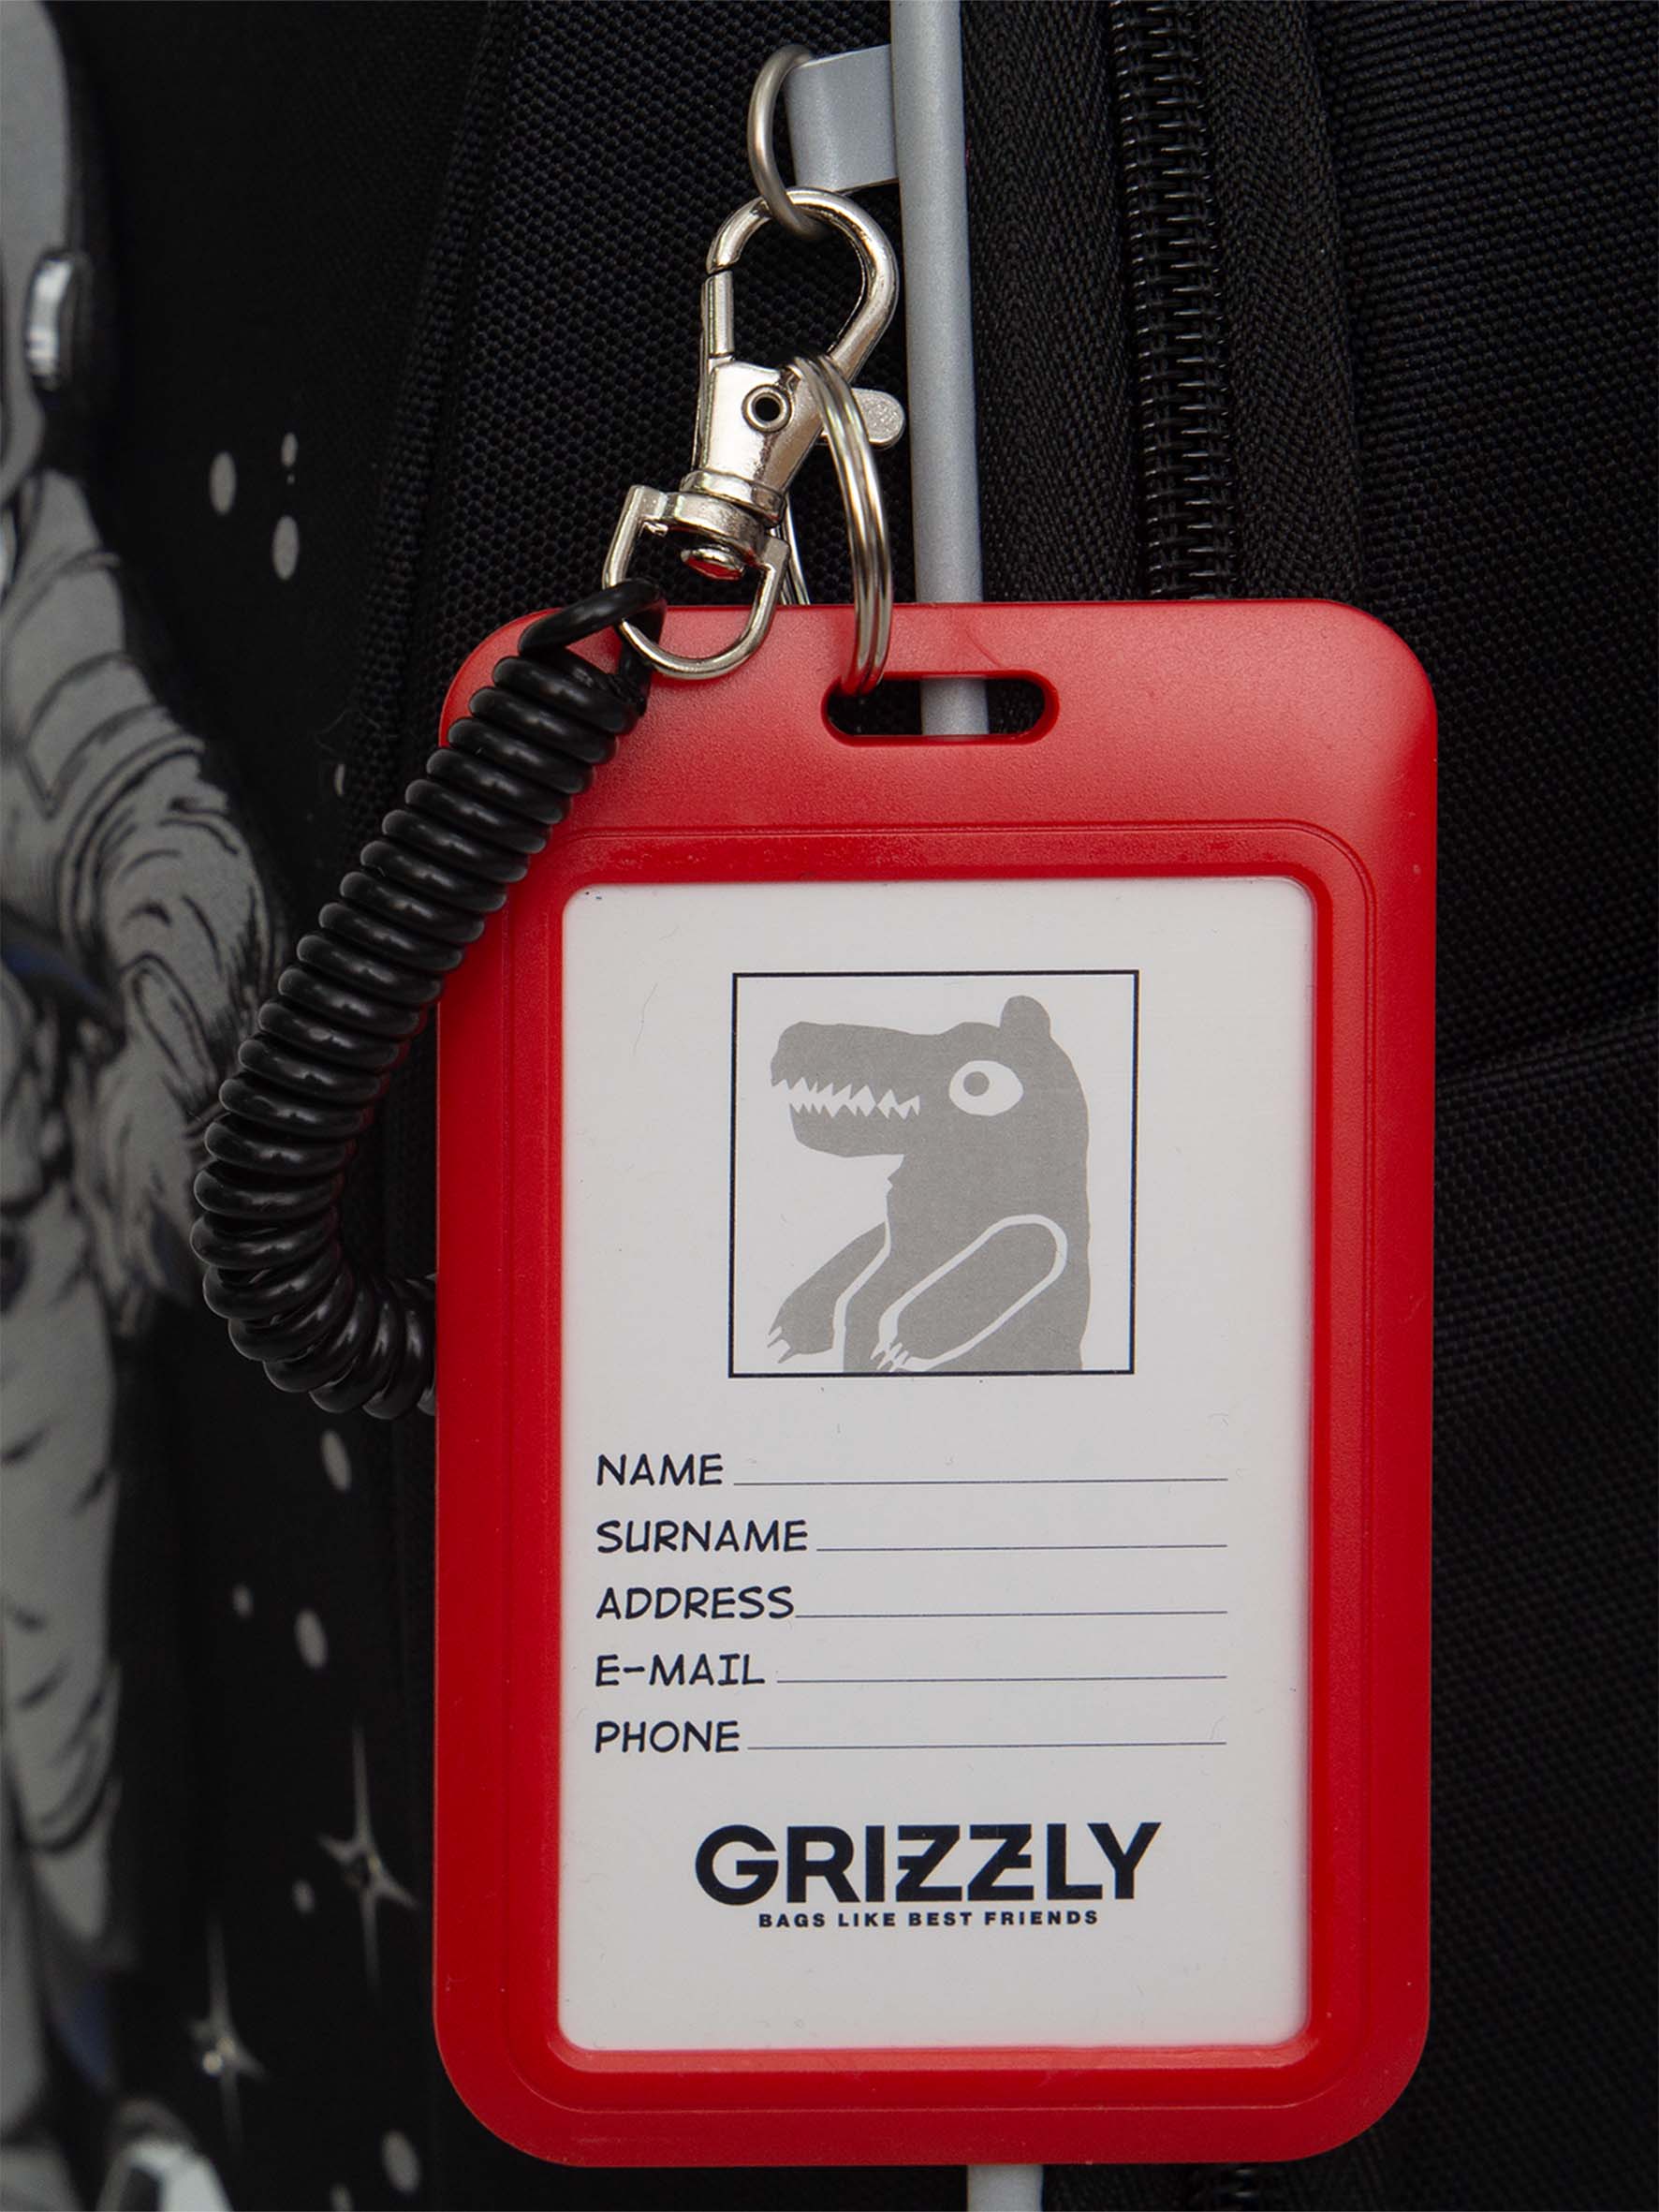 NAME
SURNAME
ADDRESS
E-MAIL
PHONE
GRIZZLY
BAGS LIKE BEST FRIENDS